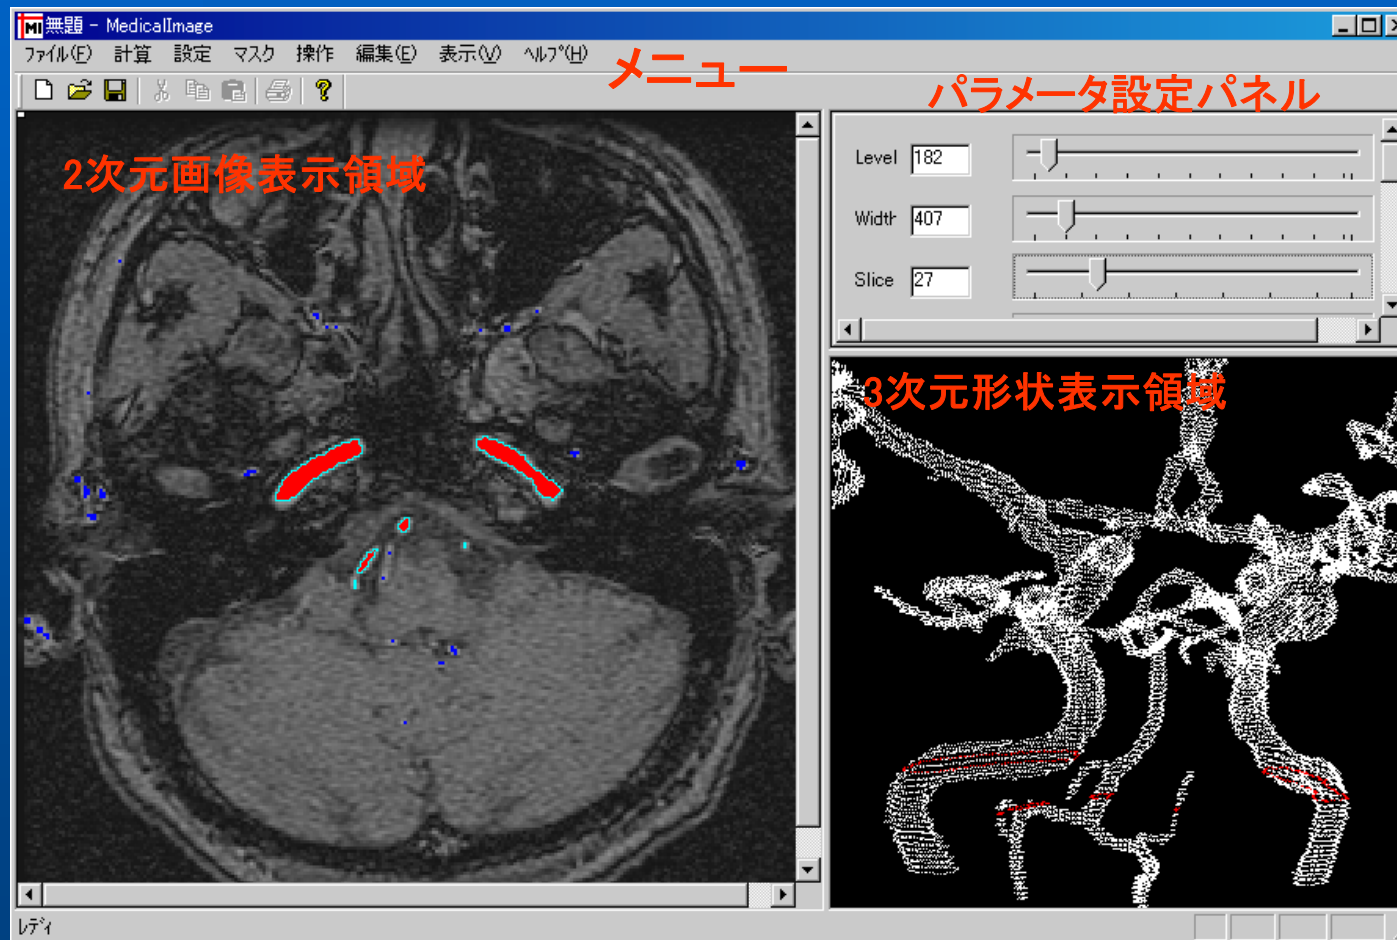 MI 無題 - MedicalImage
ファイル(F) 計算 設定 マスク 操作 編集(E) 表示(V) ヘルプ(H)
メニュー
パラメータ設定パネル
2次元画像表示領域
Level 182
Width 407
Slice 27
3次元形状表示領域
レディ